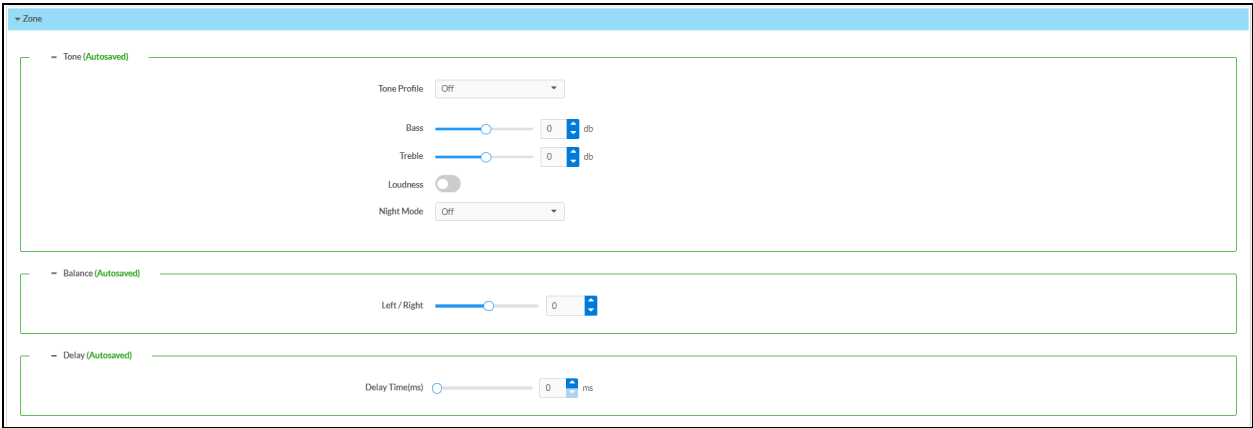 Zone
Tone (Autosaved)
Tone Profile Off
Bass 0 db
Treble 0 db
Loudness
Night Mode Off
Balance (Autosaved)
Left / Right 0
Delay (Autosaved)
Delay Time(ms) 0 ms